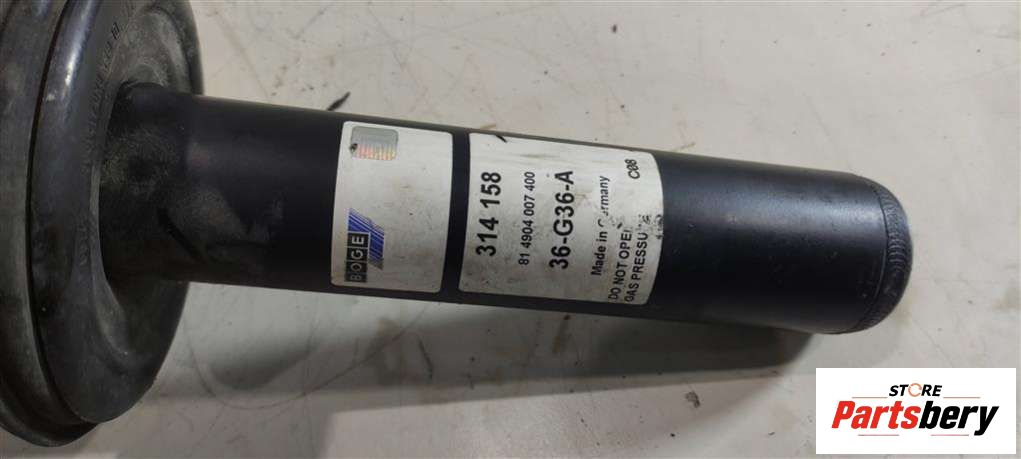 BOGE
314 158
81 4904 007 400
36-G36-A
Made in Germany
C08
DO NOT OPEN
GAS PRESSU
STORE
Partsbery